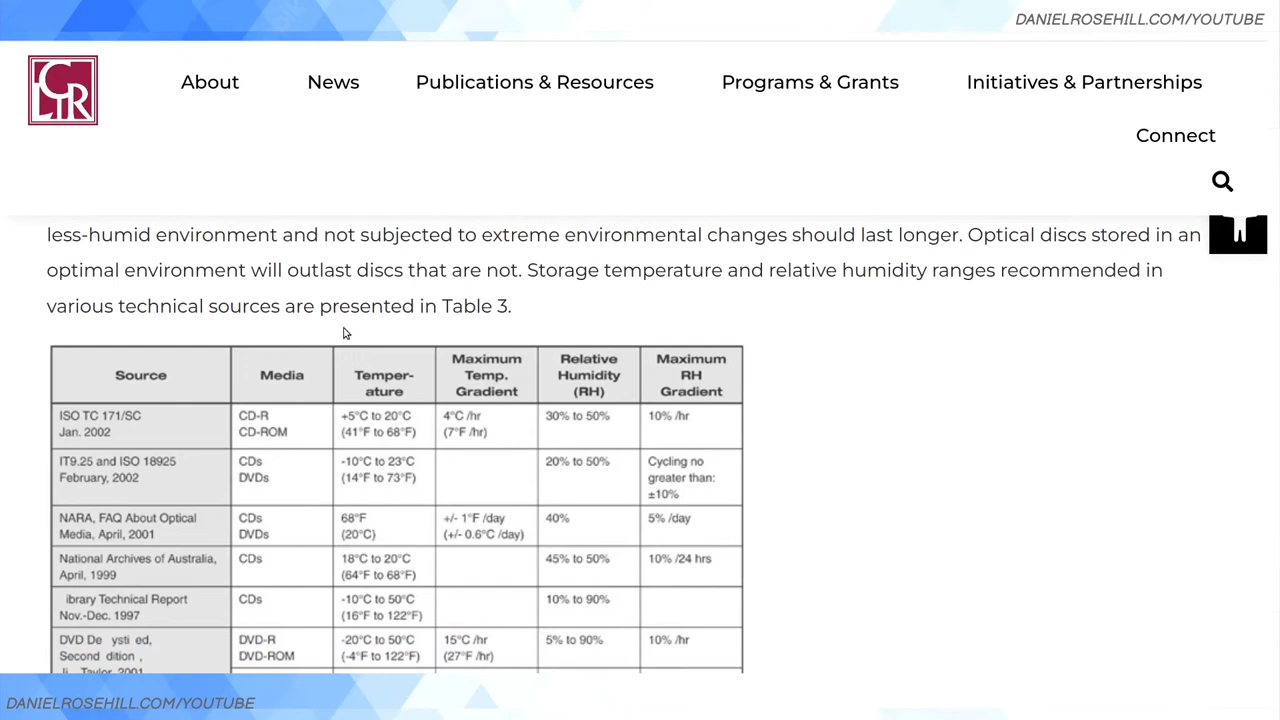 DANIELROSEHILL.COM/YOUTUBE
CLIR
About News Publications & Resources Programs & Grants Initiatives & Partnerships
Connect
less-humid environment and not subjected to extreme environmental changes should last longer. Optical discs stored in an
optimal environment will outlast discs that are not. Storage temperature and relative humidity ranges recommended in
various technical sources are presented in Table 3.
Source Media Temper-ature Maximum Temp. Gradient Relative Humidity (RH) Maximum RH Gradient
ISO TC 171/SC CD-R +5°C to 20°C 4°C /hr 30% to 50% 10% /hr
Jan. 2002 CD-ROM (41°F to 68°F) (7°F /hr)
IT9.25 and ISO 18925 CDs -10°C to 23°C 20% to 50% Cycling no
February, 2002 DVDs (14°F to 73°F) greater than:
±10%
NARA, FAQ About Optical CDs 68°F +/- 1°F /day 40% 5% /day
Media, April, 2001 DVDs (20°C) (+/- 0.6°C /day)
National Archives of Australia, CDs 18°C to 20°C 45% to 50% 10% /24 hrs
April, 1999 (64°F to 68°F)
ibrary Technical Report CDs -10°C to 50°C 10% to 90%
Nov.-Dec. 1997 (16°F to 122°F)
DVD De ysti ed, DVD-R -20°C to 50°C 15°C /hr 5% to 90% 10% /hr
Second dition , DVD-ROM (-4°F to 122°F) (27°F /hr)
Taylor, 2001
DANIELROSEHILL.COM/YOUTUBE